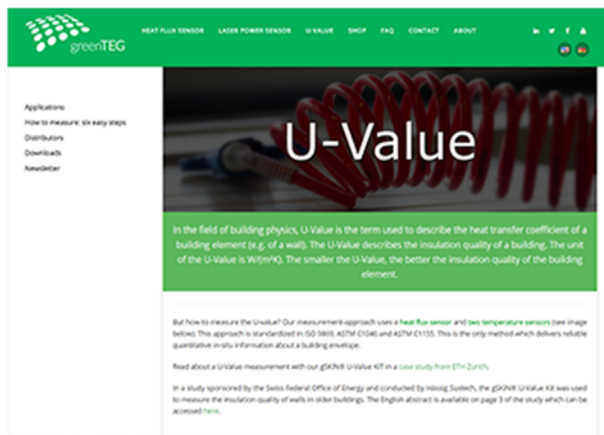 greenTEG
HEAT FLUX SENSOR LASER POWER SENSOR U-VALUE SHOP FAQ CONTACT ABOUT
Applications
How to measure: six easy steps
Distributors
Downloads
Newsletter
U-Value
In the field of building physics, U-Value is the term used to describe the heat transfer coefficient of a
building element (e.g. of a wall). The U-Value describes the insulation quality of a building. The unit
of the U-Value is W/(m²K). The smaller the U-Value, the better the insulation quality of the building
element.
But how to measure the U-value? Our measurement-approach uses a heat flux sensor and two temperature sensors (see image
below). This approach is standardized in ISO 9869, ASTM C1046 and ASTM C1155. This is the only method which delivers reliable
quantitative in-situ information about a building envelope.
Read about a U-Value measurement with our gSKIN® U-Value KIT in a case study from ETH Zurich.
In a study sponsored by the Swiss Federal Office of Energy and conducted by Hässig Sustech, the gSKIN® U-Value Kit was used
to measure the insulation quality of walls in older buildings. The English abstract is available on page 3 of the study which can be
accessed here.